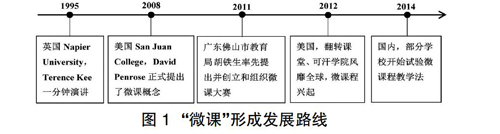 1995 2008 2011 2012 2014
英国 Napier
University，
Terence Kee
一分钟演讲
美国 San Juan
College，David
Penrose 正式提出
了微课概念
广东佛山市教育
局胡铁生率先提
出并创立和组织微
课大赛
美国，翻转课
堂、可汗学院风
靡全球，微课程
兴起
国内，部分学
校开始试验微
课程教学法
图 1 “微课”形成发展路线